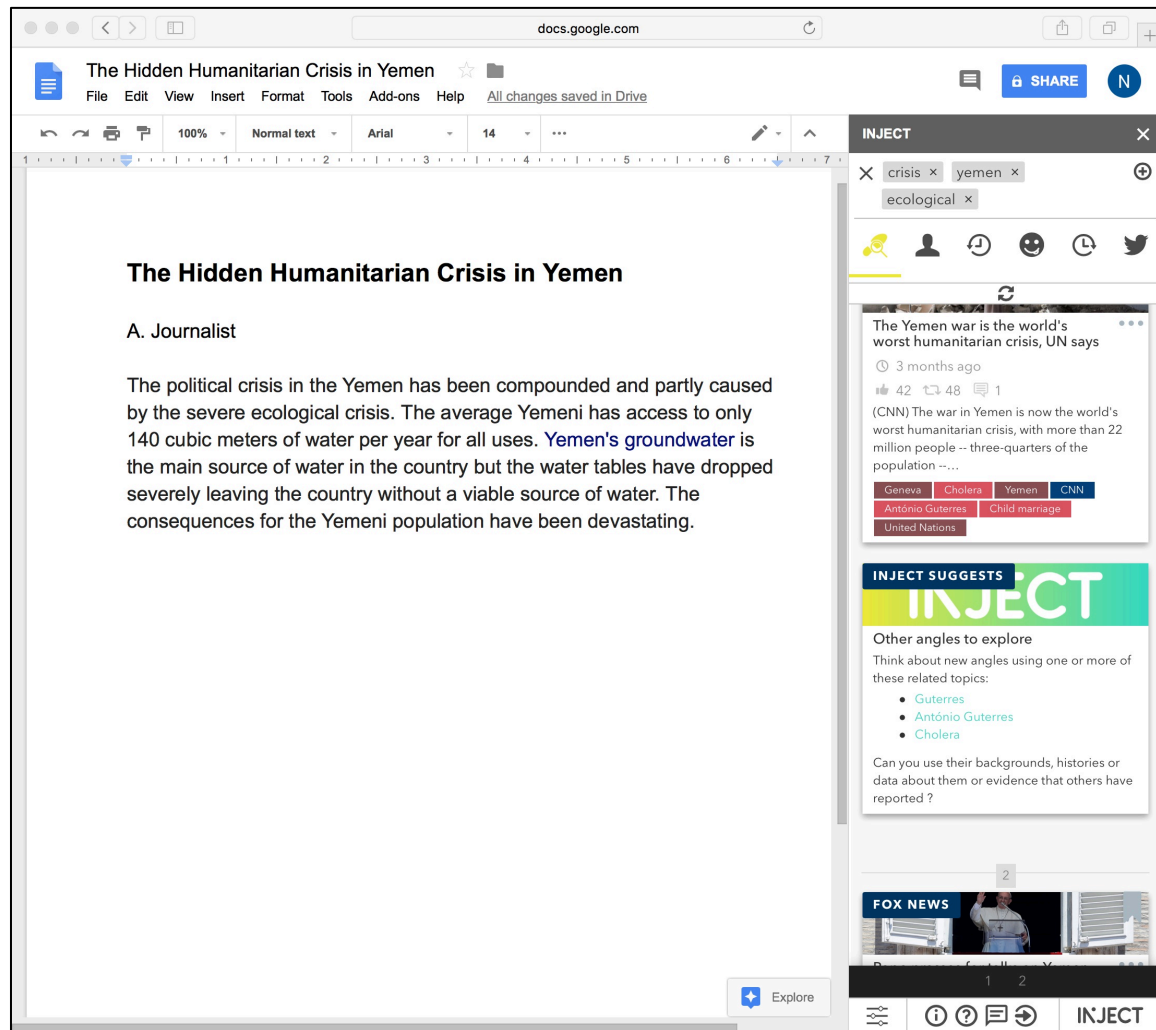 docs.google.com
The Hidden Humanitarian Crisis in Yemen
File Edit View Insert Format Tools Add-ons Help All changes saved in Drive
SHARE
N
100% Normal text Arial 14
INJECT
1 1 2 3 4 5 6 7
crisis × yemen ×
ecological ×
The Hidden Humanitarian Crisis in Yemen
A. Journalist
The political crisis in the Yemen has been compounded and partly caused
by the severe ecological crisis. The average Yemeni has access to only
140 cubic meters of water per year for all uses. Yemen's groundwater is
the main source of water in the country but the water tables have dropped
severely leaving the country without a viable source of water. The
consequences for the Yemeni population have been devastating.
Explore
The Yemen war is the world's
worst humanitarian crisis, UN says
3 months ago
42 48 1
(CNN) The war in Yemen is now the world's
worst humanitarian crisis, with more than 22
million people -- three-quarters of the
population --...
Geneva Cholera Yemen CNN
António Guterres Child marriage
United Nations
INJECT SUGGESTS
INJECT
Other angles to explore
Think about new angles using one or more of
these related topics:
• Guterres
• António Guterres
• Cholera
Can you use their backgrounds, histories or
data about them or evidence that others have
reported ?
2
FOX NEWS
1 2
INJECT